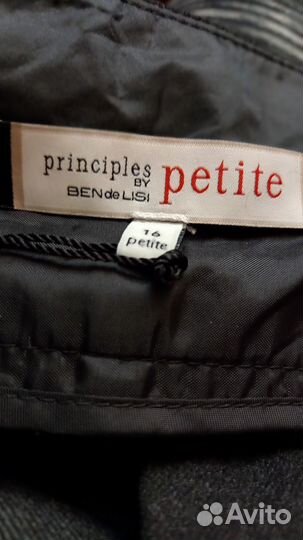 principles
BY
BEN de LISI
petite
16
petite
Avito